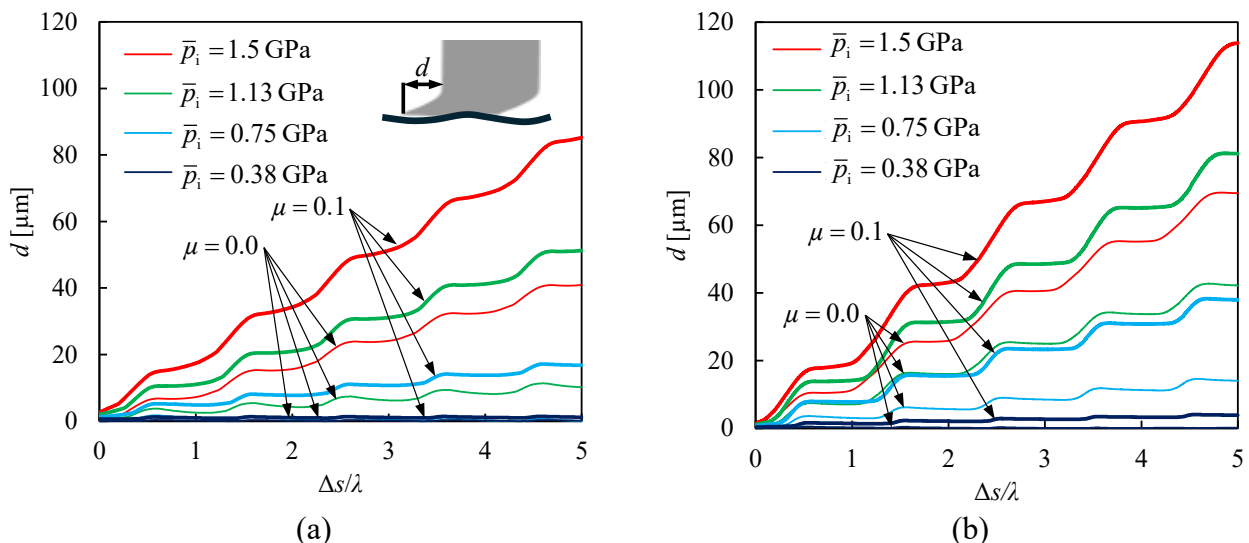 120
100
80
60
40
20
0
d [µm]
p̅ᵢ = 1.5 GPa
p̅ᵢ = 1.13 GPa
p̅ᵢ = 0.75 GPa
p̅ᵢ = 0.38 GPa
d
μ = 0.1
μ = 0.0
0 1 2 3 4 5
Δs/λ
(a)
120
100
80
60
40
20
0
d [µm]
p̅ᵢ = 1.5 GPa
p̅ᵢ = 1.13 GPa
p̅ᵢ = 0.75 GPa
p̅ᵢ = 0.38 GPa
μ = 0.1
μ = 0.0
0 1 2 3 4 5
Δs/λ
(b)